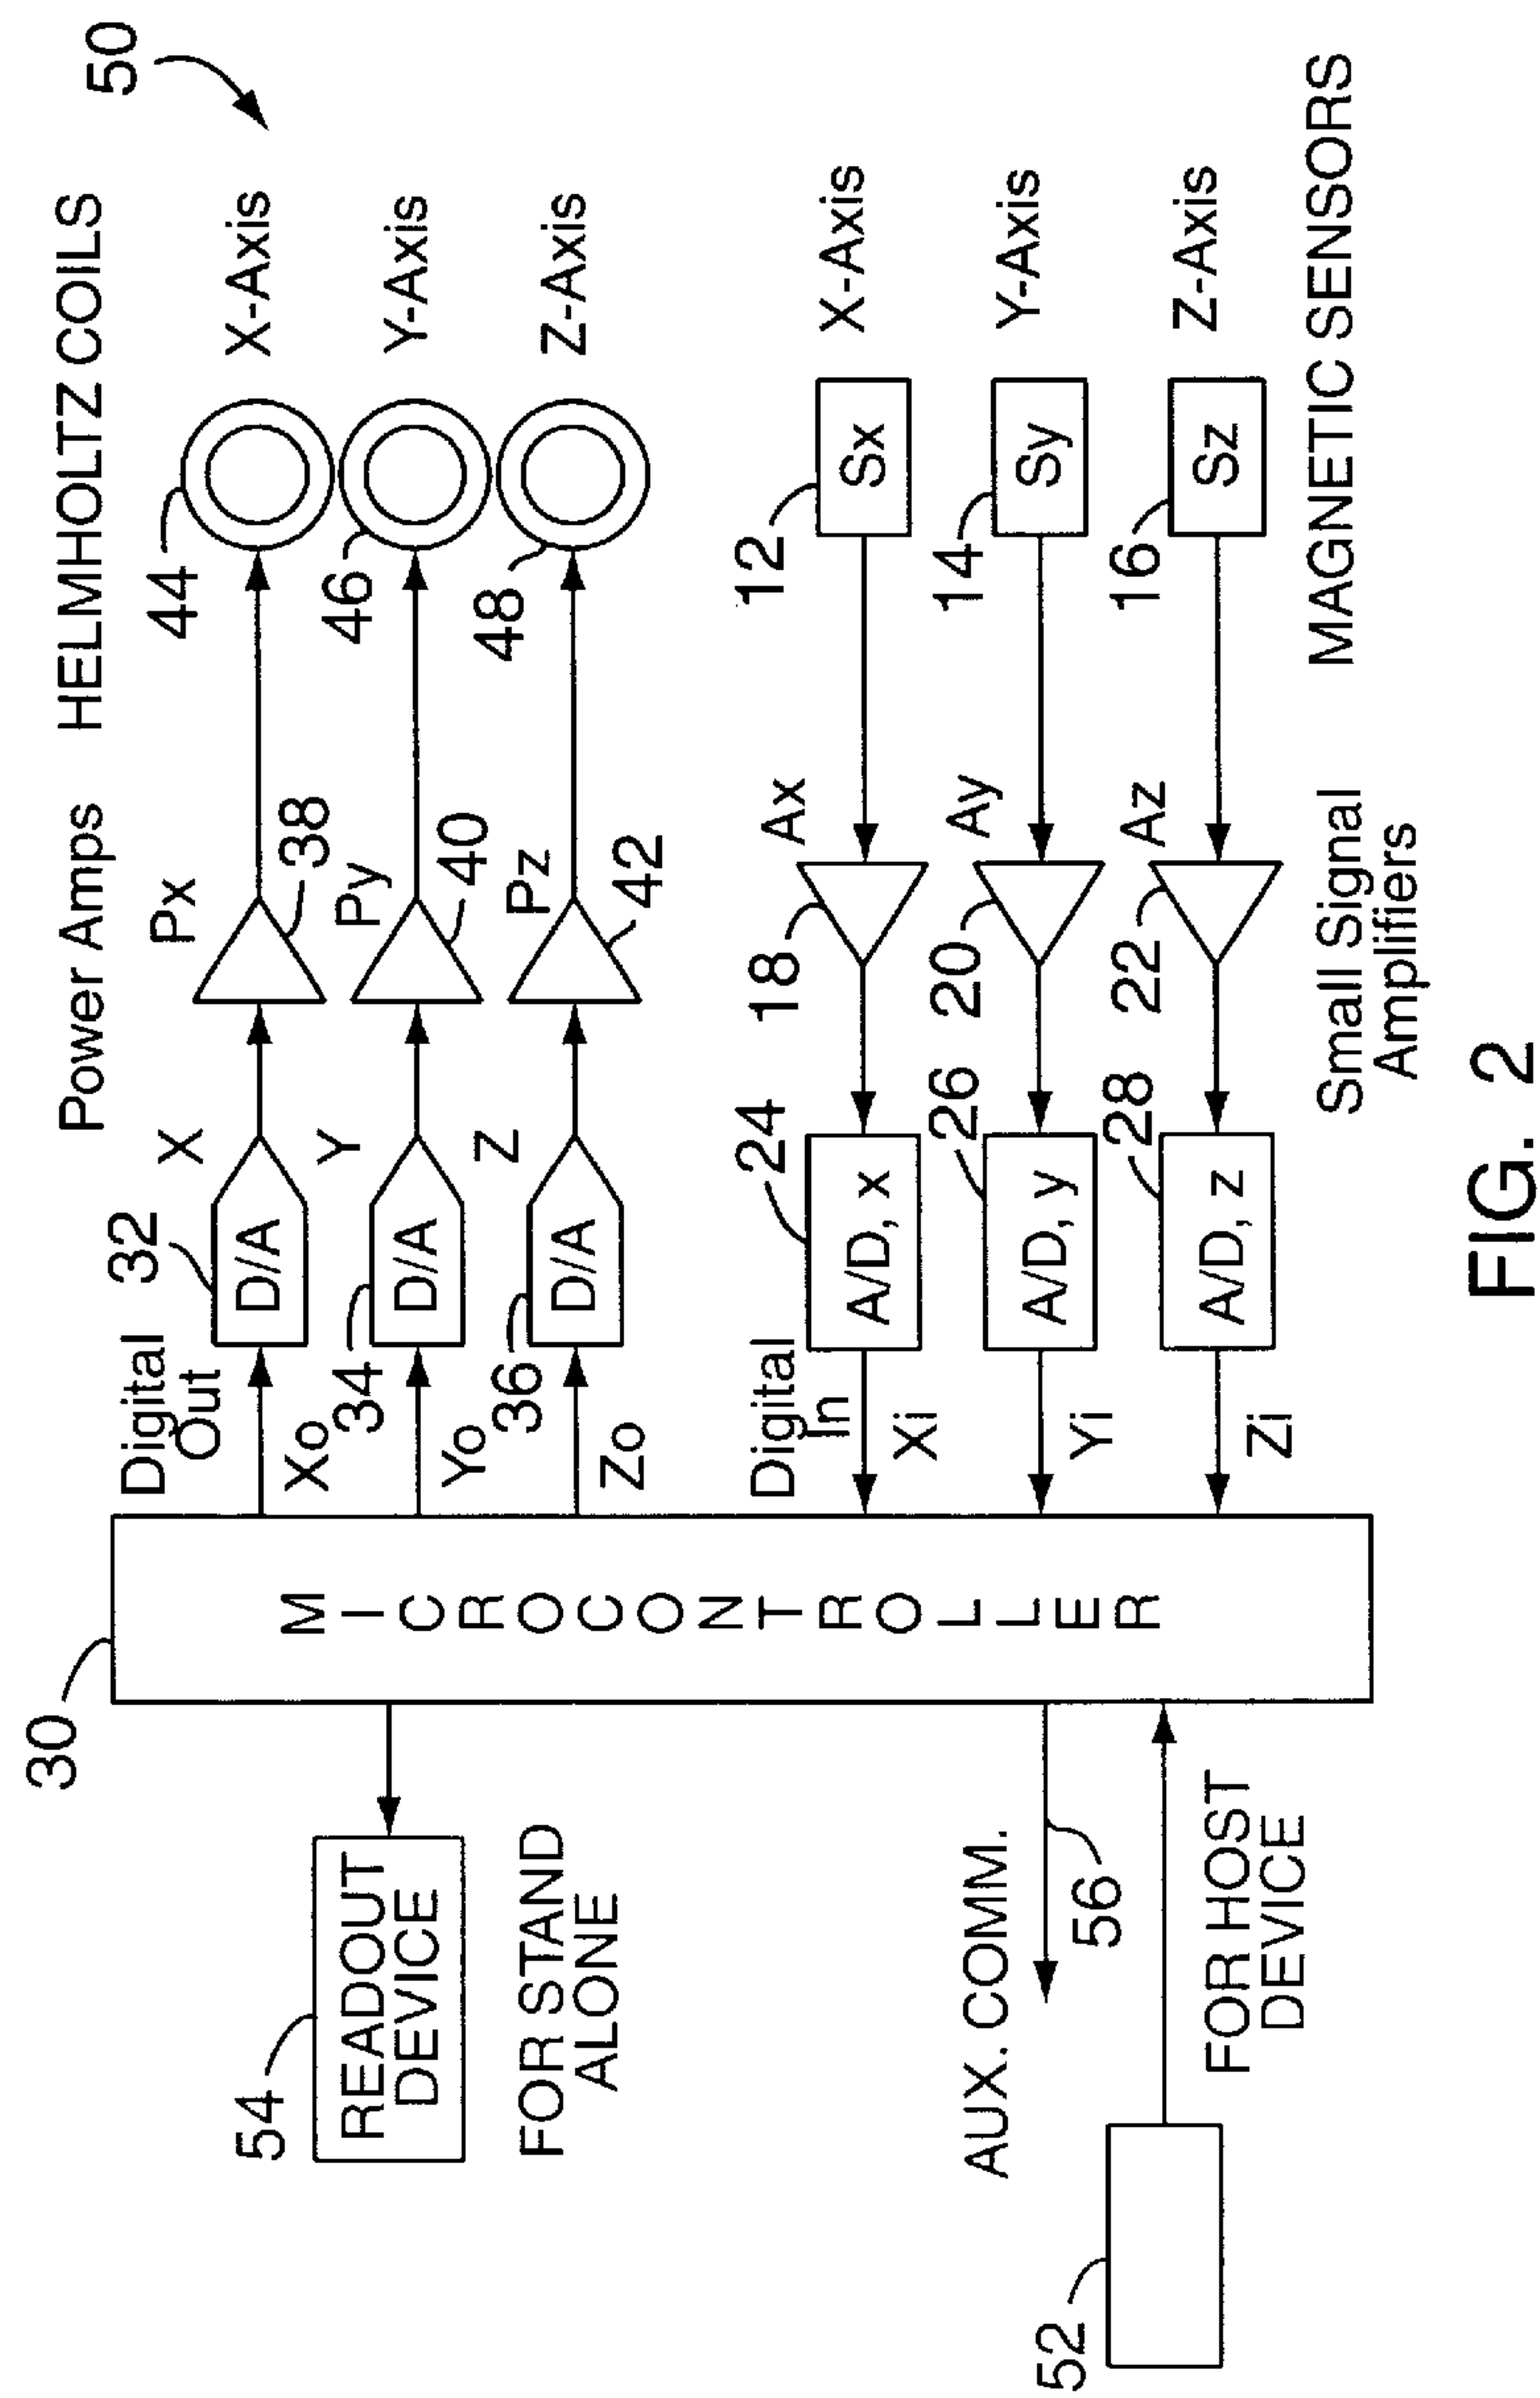 50
Power Amps
HELMHOLTZ COILS
Digital
Out
32
X
Px
44
X-Axis
D/A
38
Xo
34
Y
Py
46
Y-Axis
D/A
40
Yo
36
Z
Pz
48
Z-Axis
D/A
42
Zo
30
MICROCONTROLLER
54
READOUT
DEVICE
FOR STAND
ALONE
Digital
In
24
18
Ax
12
X-Axis
A/D, x
Sx
Xi
26
20
Ay
14
Y-Axis
A/D, y
Sy
Yi
28
22
Az
16
Z-Axis
A/D, z
Sz
Zi
AUX. COMM.
56
52
FOR HOST
DEVICE
Small Signal
Amplifiers
MAGNETIC SENSORS
FIG. 2